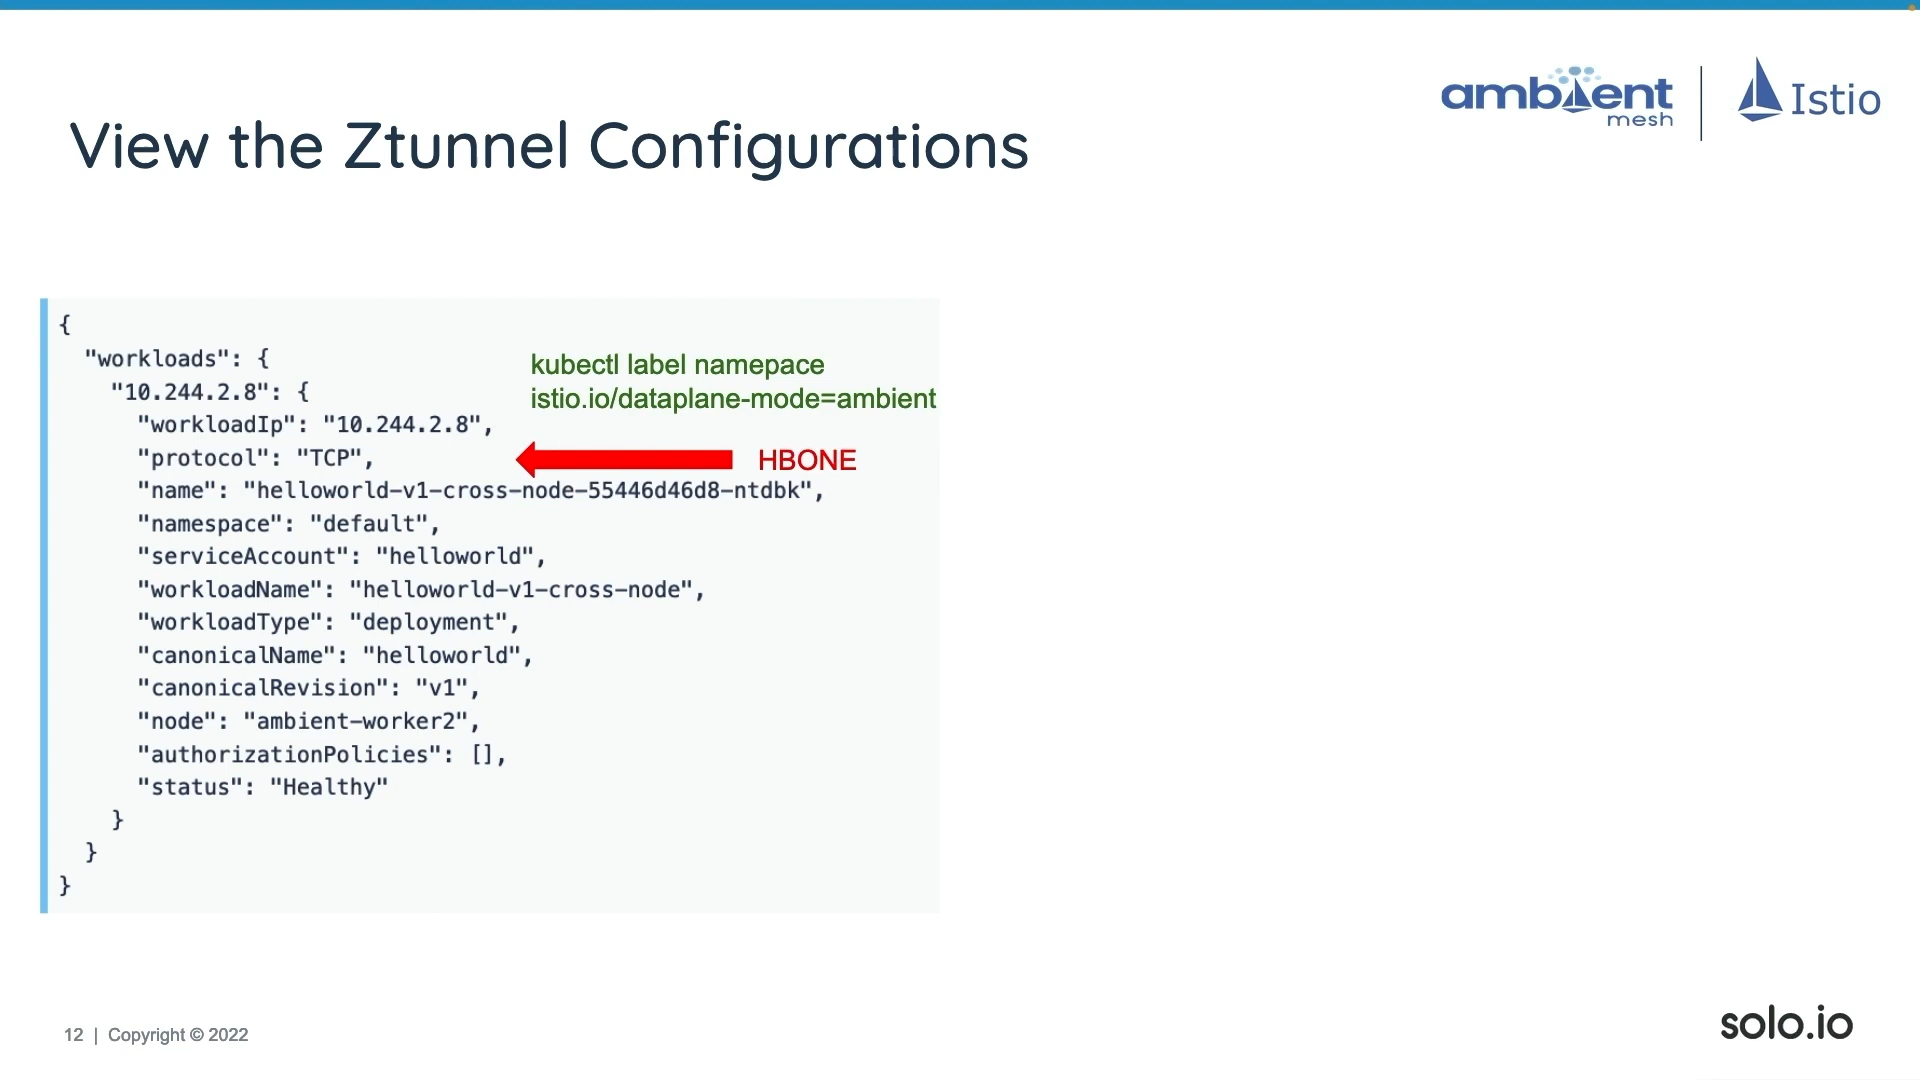 ambient
mesh
Istio
View the Ztunnel Configurations
{
"workloads": {
"10.244.2.8": {
"workloadIp": "10.244.2.8",
"protocol": "TCP",
"name": "helloworld-v1-cross-node-55446d46d8-ntdbk",
"namespace": "default",
"serviceAccount": "helloworld",
"workloadName": "helloworld-v1-cross-node",
"workloadType": "deployment",
"canonicalName": "helloworld",
"canonicalRevision": "v1",
"node": "ambient-worker2",
"authorizationPolicies": [],
"status": "Healthy"
}
}
}
kubectl label namepace
istio.io/dataplane-mode=ambient
HBONE
12 | Copyright © 2022
solo.io